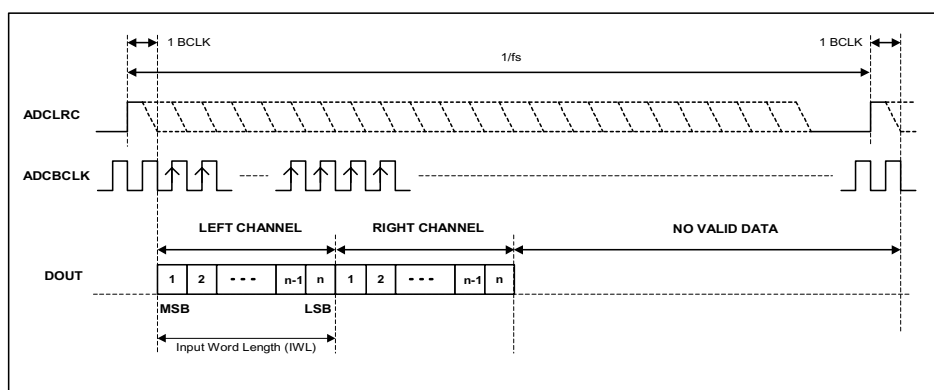 1 BCLK
1 BCLK
1/fs
ADCLRC
ADCBCLK
LEFT CHANNEL
RIGHT CHANNEL
NO VALID DATA
DOUT
1 2 - - - n-1 n 1 2 - - - n-1 n
MSB
LSB
Input Word Length (IWL)